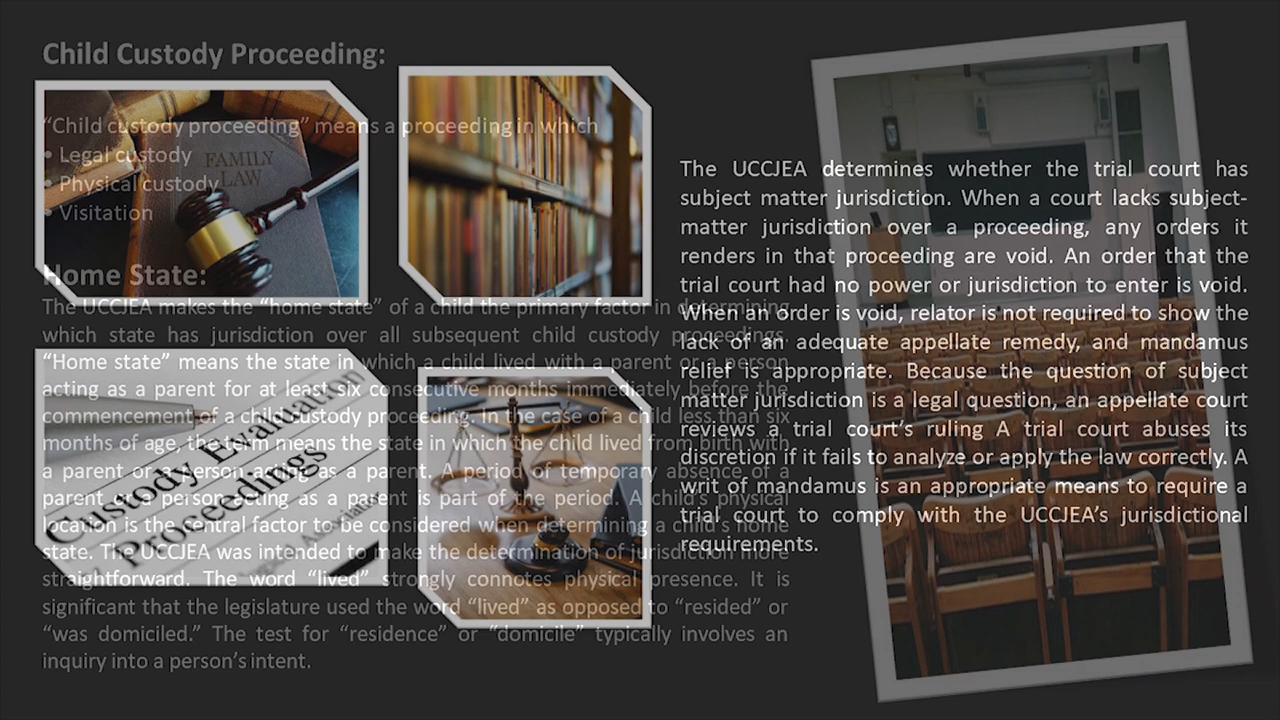 Child Custody Proceeding:
“Child custody proceeding” means a proceeding in which
• Legal custody
• Physical custody
• Visitation
FAMILY
LAW
Home State:
The UCCJEA makes the “home state” of a child the primary factor in determining
which state has jurisdiction over all subsequent child custody proceedings.
“Home state” means the state in which a child lived with a parent or a person
acting as a parent for at least six consecutive months immediately before the
commencement of a child custody proceeding. In the case of a child less than six
months of age, the term means the state in which the child lived from birth with
a parent or a person acting as a parent. A period of temporary absence of a
parent or a person acting as a parent is part of the period. A child’s physical
location is the central factor to be considered when determining a child’s home
state. The UCCJEA was intended to make the determination of jurisdiction more
straightforward. The word “lived” strongly connotes physical presence. It is
significant that the legislature used the word “lived” as opposed to “resided” or
“was domiciled.” The test for “residence” or “domicile” typically involves an
inquiry into a person’s intent.
Custody Evaluation
Proceedings
The UCCJEA determines whether the trial court has
subject matter jurisdiction. When a court lacks subject-
matter jurisdiction over a proceeding, any orders it
renders in that proceeding are void. An order that the
trial court had no power or jurisdiction to enter is void.
When an order is void, relator is not required to show the
lack of an adequate appellate remedy, and mandamus
relief is appropriate. Because the question of subject
matter jurisdiction is a legal question, an appellate court
reviews a trial court’s ruling A trial court abuses its
discretion if it fails to analyze or apply the law correctly. A
writ of mandamus is an appropriate means to require a
trial court to comply with the UCCJEA’s jurisdictional
requirements.